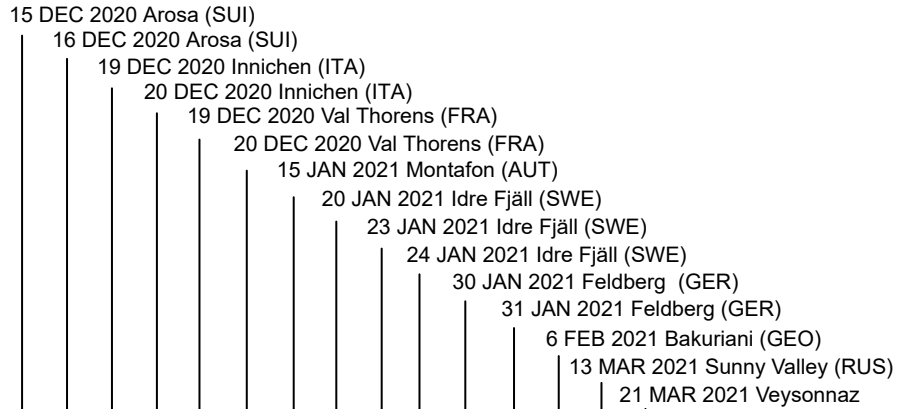 15 DEC 2020 Arosa (SUI)
16 DEC 2020 Arosa (SUI)
19 DEC 2020 Innichen (ITA)
20 DEC 2020 Innichen (ITA)
19 DEC 2020 Val Thorens (FRA)
20 DEC 2020 Val Thorens (FRA)
15 JAN 2021 Montafon (AUT)
20 JAN 2021 Idre Fjäll (SWE)
23 JAN 2021 Idre Fjäll (SWE)
24 JAN 2021 Idre Fjäll (SWE)
30 JAN 2021 Feldberg  (GER)
31 JAN 2021 Feldberg (GER)
6 FEB 2021 Bakuriani (GEO)
13 MAR 2021 Sunny Valley (RUS)
21 MAR 2021 Veysonnaz